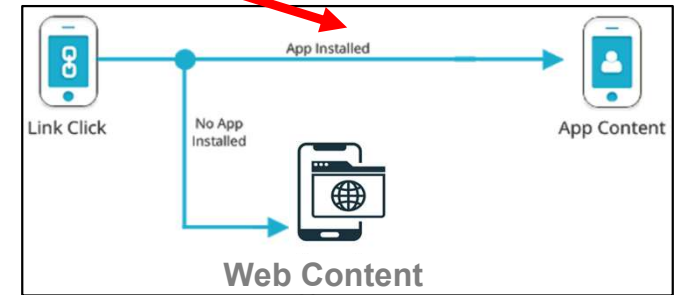 App Installed
Link Click
No App
Installed
App Content
Web Content